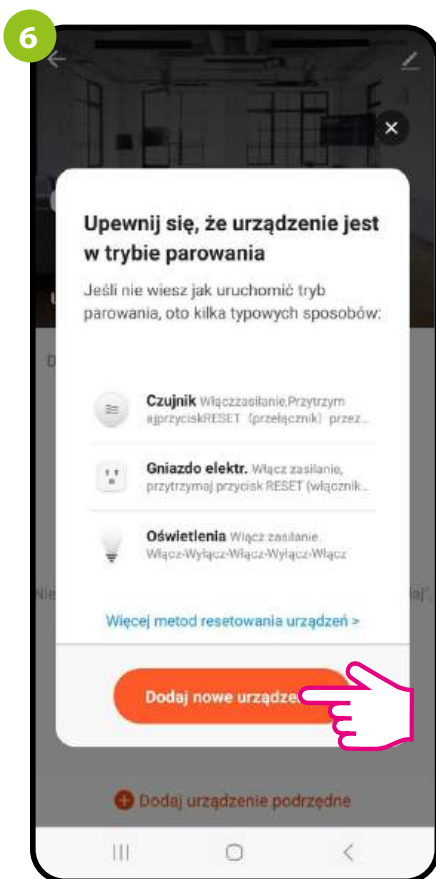 6
Upewnij się, że urządzenie jest
w trybie parowania
Jeśli nie wiesz jak uruchomić tryb
parowania, oto kilka typowych sposobów:
Czujnik Włączzasilanie,Przytrzym
ajprzyciskRESET (przełącznik) przez...
Gniazdo elektr. Włącz zasilanie,
przytrzymaj przycisk RESET (włącznik...
Oświetlenia Włącz zasilanie.
Włącz-Wyłącz-Włącz-Wyłącz-Włącz
Więcej metod resetowania urządzeń >
Dodaj nowe urządze
Dodaj urządzenie podrzędne